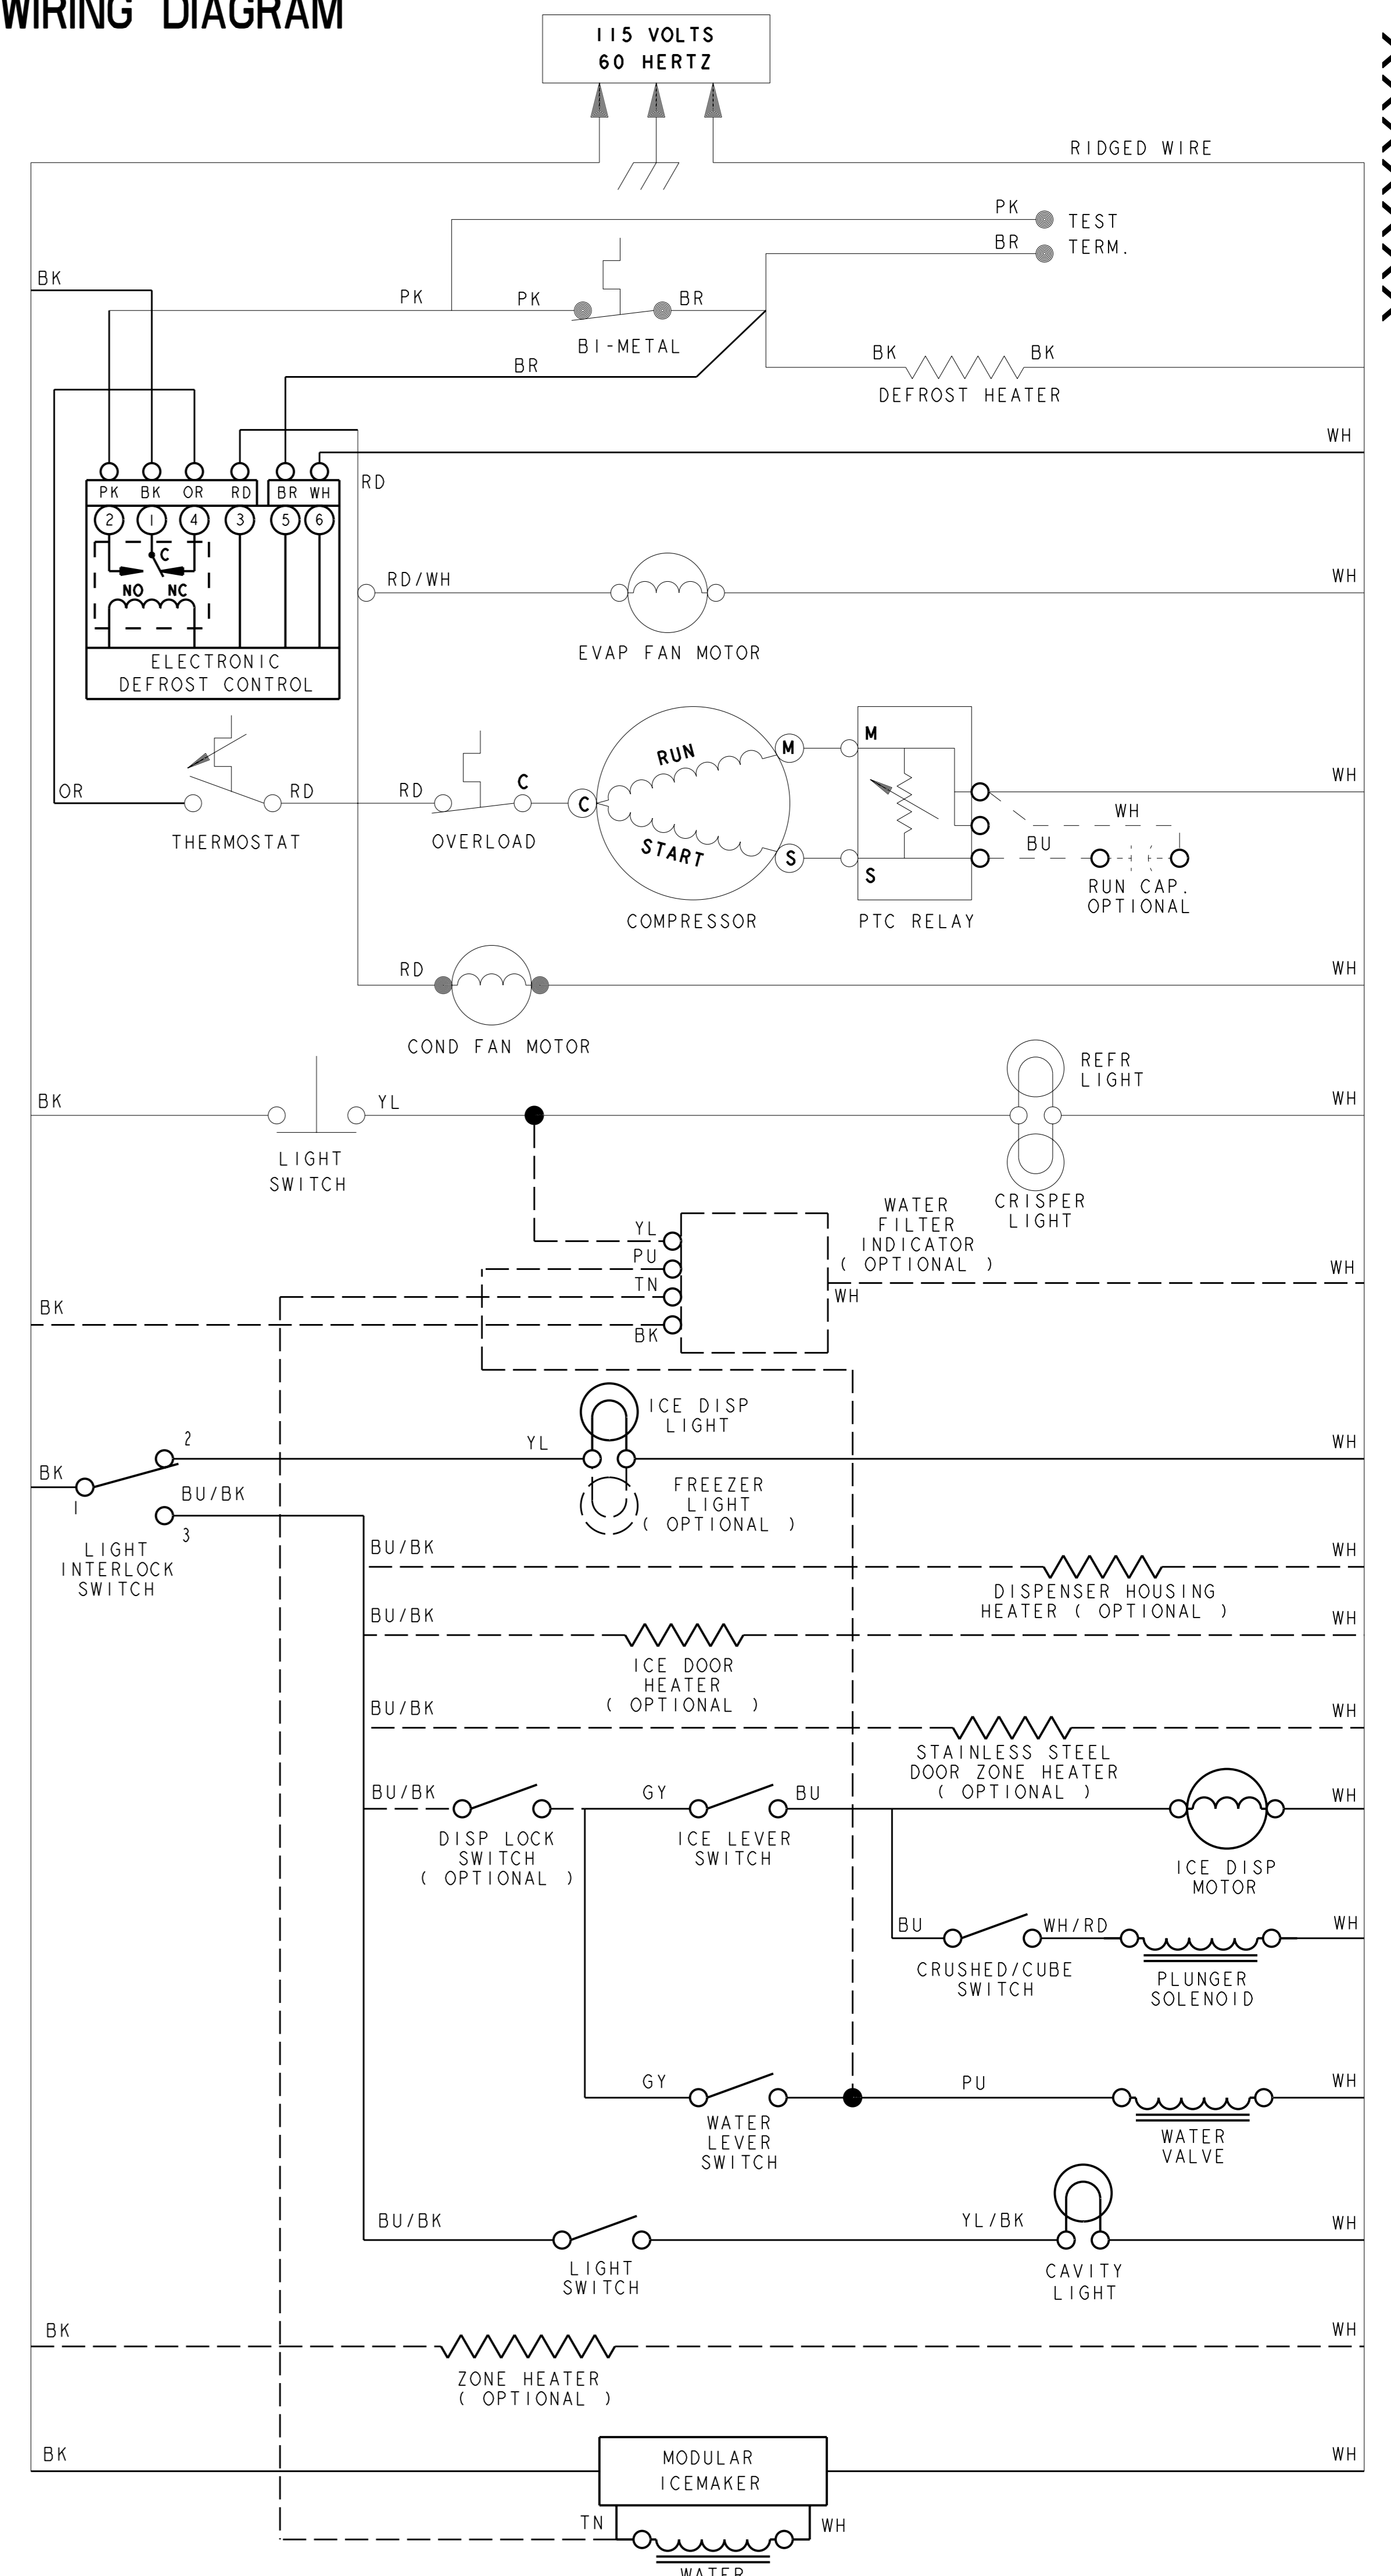 WIRING DIAGRAM
115 VOLTS
60 HERTZ
RIDGED WIRE
PK
TEST
BR
TERM.
BK
PK
PK
BR
BI-METAL
BR
BK
BK
DEFROST HEATER
WH
RD
PK BK OR RD BR WH
2 1 4 3 5 6
C
NO NC
ELECTRONIC
DEFROST CONTROL
RD/WH
WH
EVAP FAN MOTOR
OR
RD
THERMOSTAT
RD
C
OVERLOAD
C
RUN
START
M
S
COMPRESSOR
M
S
PTC RELAY
WH
WH
BU
RUN CAP.
OPTIONAL
RD
WH
COND FAN MOTOR
BK
YL
LIGHT
SWITCH
REFR
LIGHT
WH
CRISPER
LIGHT
YL
PU
TN
BK
BK
WATER
FILTER
INDICATOR
( OPTIONAL )
WH
WH
ICE DISP
LIGHT
BK
2
YL
WH
1
BU/BK
3
LIGHT
INTERLOCK
SWITCH
FREEZER
LIGHT
( OPTIONAL )
BU/BK
WH
DISPENSER HOUSING
HEATER ( OPTIONAL )
BU/BK
WH
ICE DOOR
HEATER
( OPTIONAL )
BU/BK
WH
STAINLESS STEEL
DOOR ZONE HEATER
( OPTIONAL )
BU/BK
GY
BU
WH
DISP LOCK
SWITCH
( OPTIONAL )
ICE LEVER
SWITCH
ICE DISP
MOTOR
BU
WH/RD
WH
CRUSHED/CUBE
SWITCH
PLUNGER
SOLENOID
GY
PU
WH
WATER
LEVER
SWITCH
WATER
VALVE
BU/BK
YL/BK
WH
LIGHT
SWITCH
CAVITY
LIGHT
BK
WH
ZONE HEATER
( OPTIONAL )
BK
MODULAR
ICEMAKER
WH
TN
WH
WATER